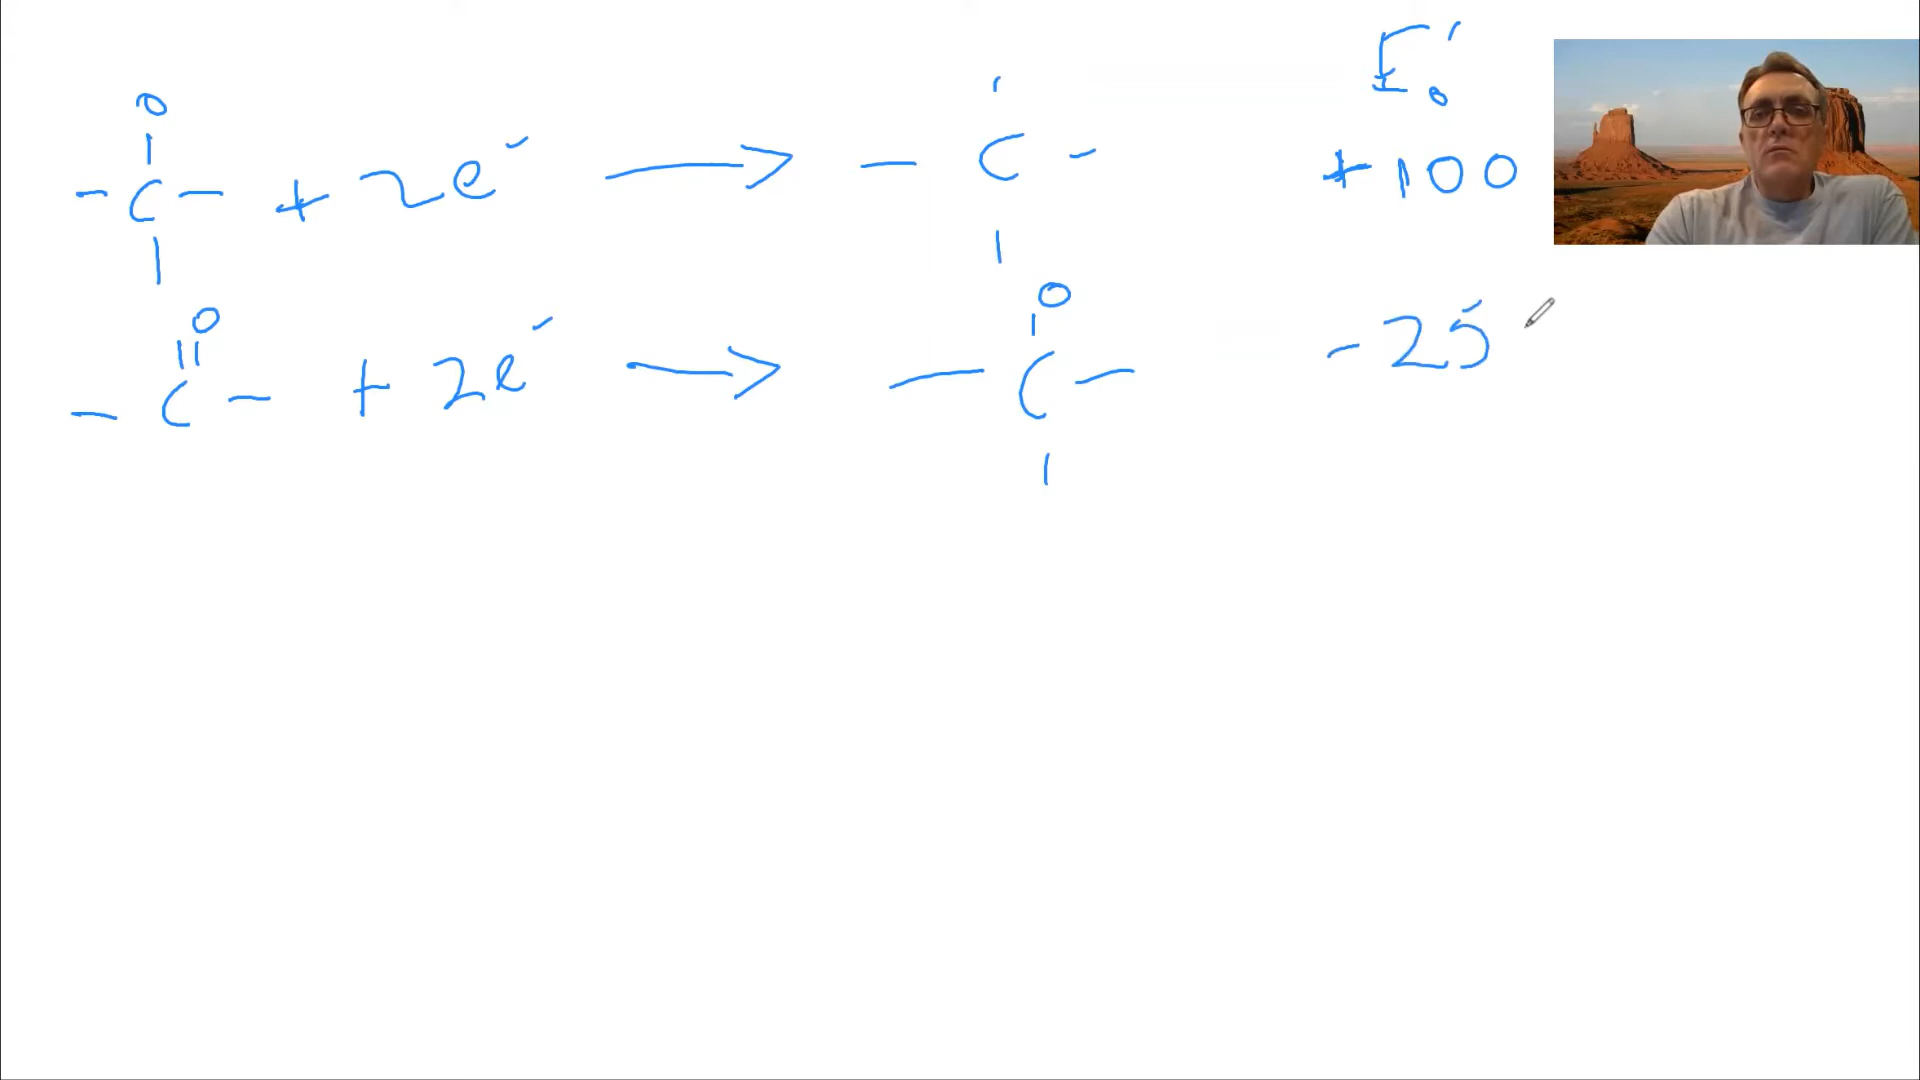 E₀'
O
|
- C - + 2e⁻ ⟶ - C - +100
|
O
||
- C - + 2e⁻ ⟶ - C - -25
O
|
|